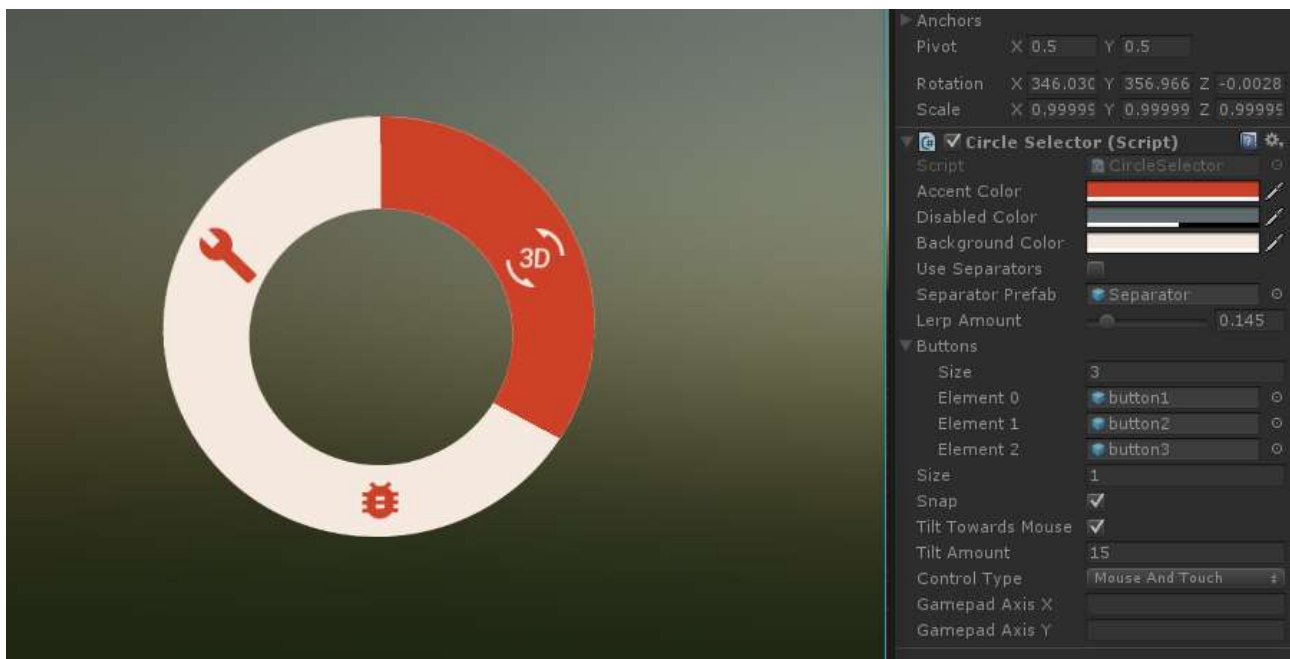 3D
Anchors
Pivot X 0.5 Y 0.5
Rotation X 346.030 Y 356.966 Z -0.0028
Scale X 0.99999 Y 0.99999 Z 0.99999
Circle Selector (Script)
Script CircleSelector
Accent Color
Disabled Color
Background Color
Use Separators
Separator Prefab Separator
Lerp Amount 0.145
Buttons
Size 3
Element 0 button1
Element 1 button2
Element 2 button3
Size 1
Snap
Tilt Towards Mouse
Tilt Amount 15
Control Type Mouse And Touch
Gamepad Axis X
Gamepad Axis Y